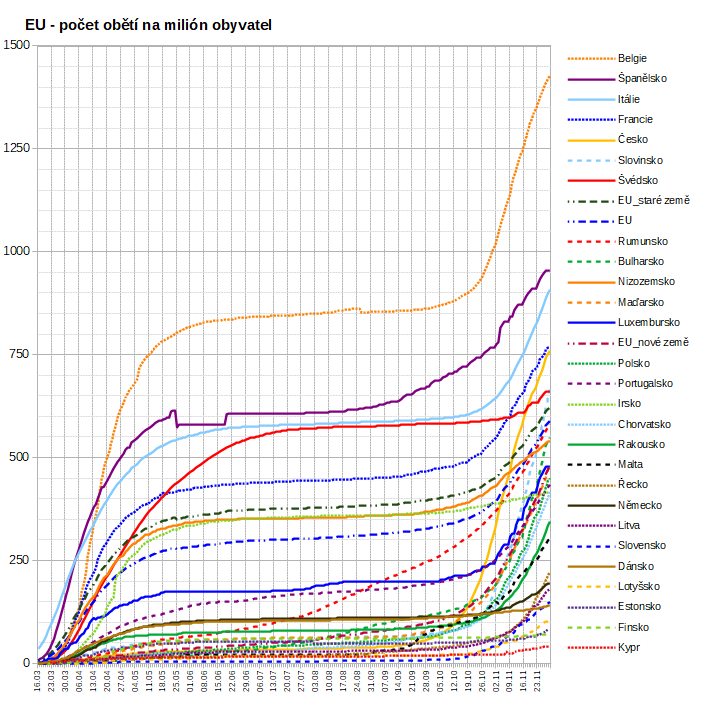 EU - počet obětí na milión obyvatel
1500
1250
1000
750
500
250
0
Belgie
Španělsko
Itálie
Francie
Česko
Slovinsko
Švédsko
EU_staré země
EU
Rumunsko
Bulharsko
Nizozemsko
Maďarsko
Luxembursko
EU_nové země
Polsko
Portugalsko
Irsko
Chorvatsko
Rakousko
Malta
Řecko
Německo
Litva
Slovensko
Dánsko
Lotyšsko
Estonsko
Finsko
Kypr
16.03
23.03
30.03
06.04
13.04
20.04
27.04
04.05
11.05
18.05
25.05
01.06
08.06
15.06
22.06
29.06
06.07
13.07
20.07
27.07
03.08
10.08
17.08
24.08
31.08
07.09
14.09
21.09
28.09
05.10
12.10
19.10
26.10
02.11
09.11
16.11
23.11